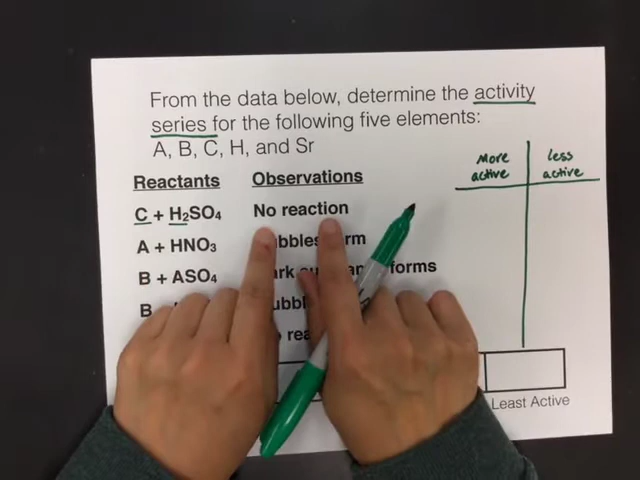 From the data below, determine the activity
series for the following five elements:
A, B, C, H, and Sr
More active
less active
Reactants Observations
C + H₂SO₄ No reaction
A + HNO₃
B + ASO₄ forms
B
Least Active